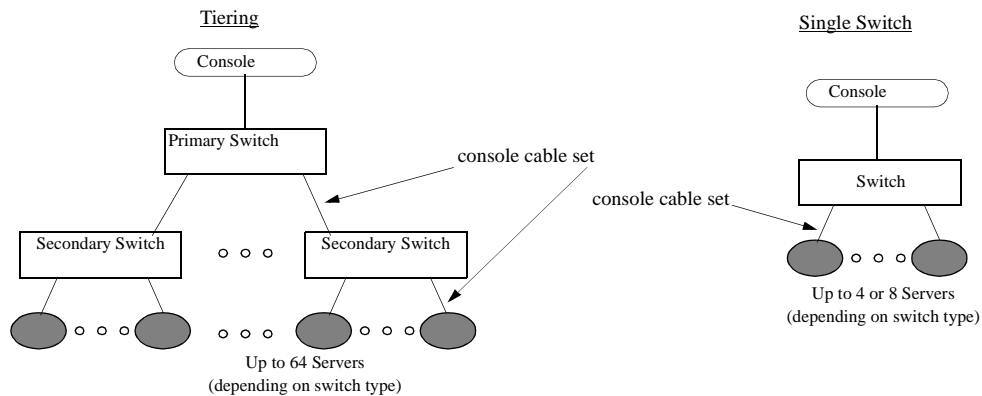 Tiering
Console
Primary Switch
console cable set
Secondary Switch
Secondary Switch
Up to 64 Servers
(depending on switch type)
Single Switch
Console
Switch
console cable set
Up to 4 or 8 Servers
(depending on switch type)